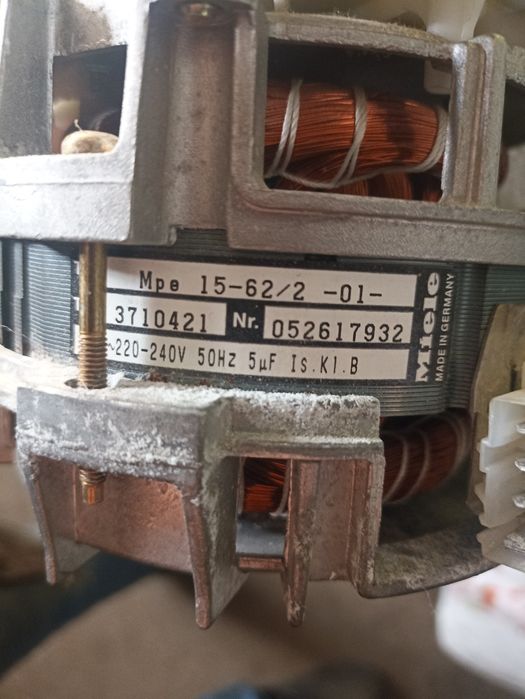 Mpe 15-62/2 -01-
3710421 Nr. 052617932
~220-240V 50Hz 5µF Is.Kl.B
Miele
MADE IN GERMANY